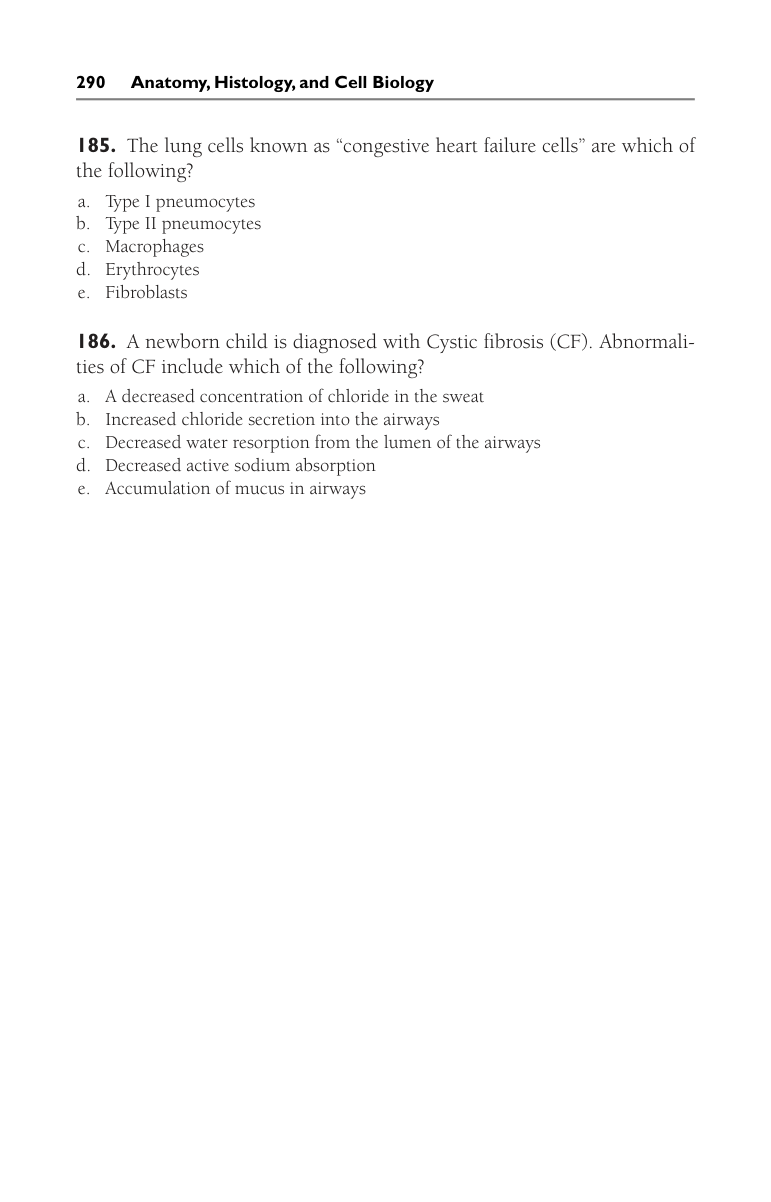 290 Anatomy, Histology, and Cell Biology
185. The lung cells known as “congestive heart failure cells” are which of
the following?
a. Type I pneumocytes
b. Type II pneumocytes
c. Macrophages
d. Erythrocytes
e. Fibroblasts
186. A newborn child is diagnosed with Cystic fibrosis (CF). Abnormali-
ties of CF include which of the following?
a. A decreased concentration of chloride in the sweat
b. Increased chloride secretion into the airways
c. Decreased water resorption from the lumen of the airways
d. Decreased active sodium absorption
e. Accumulation of mucus in airways